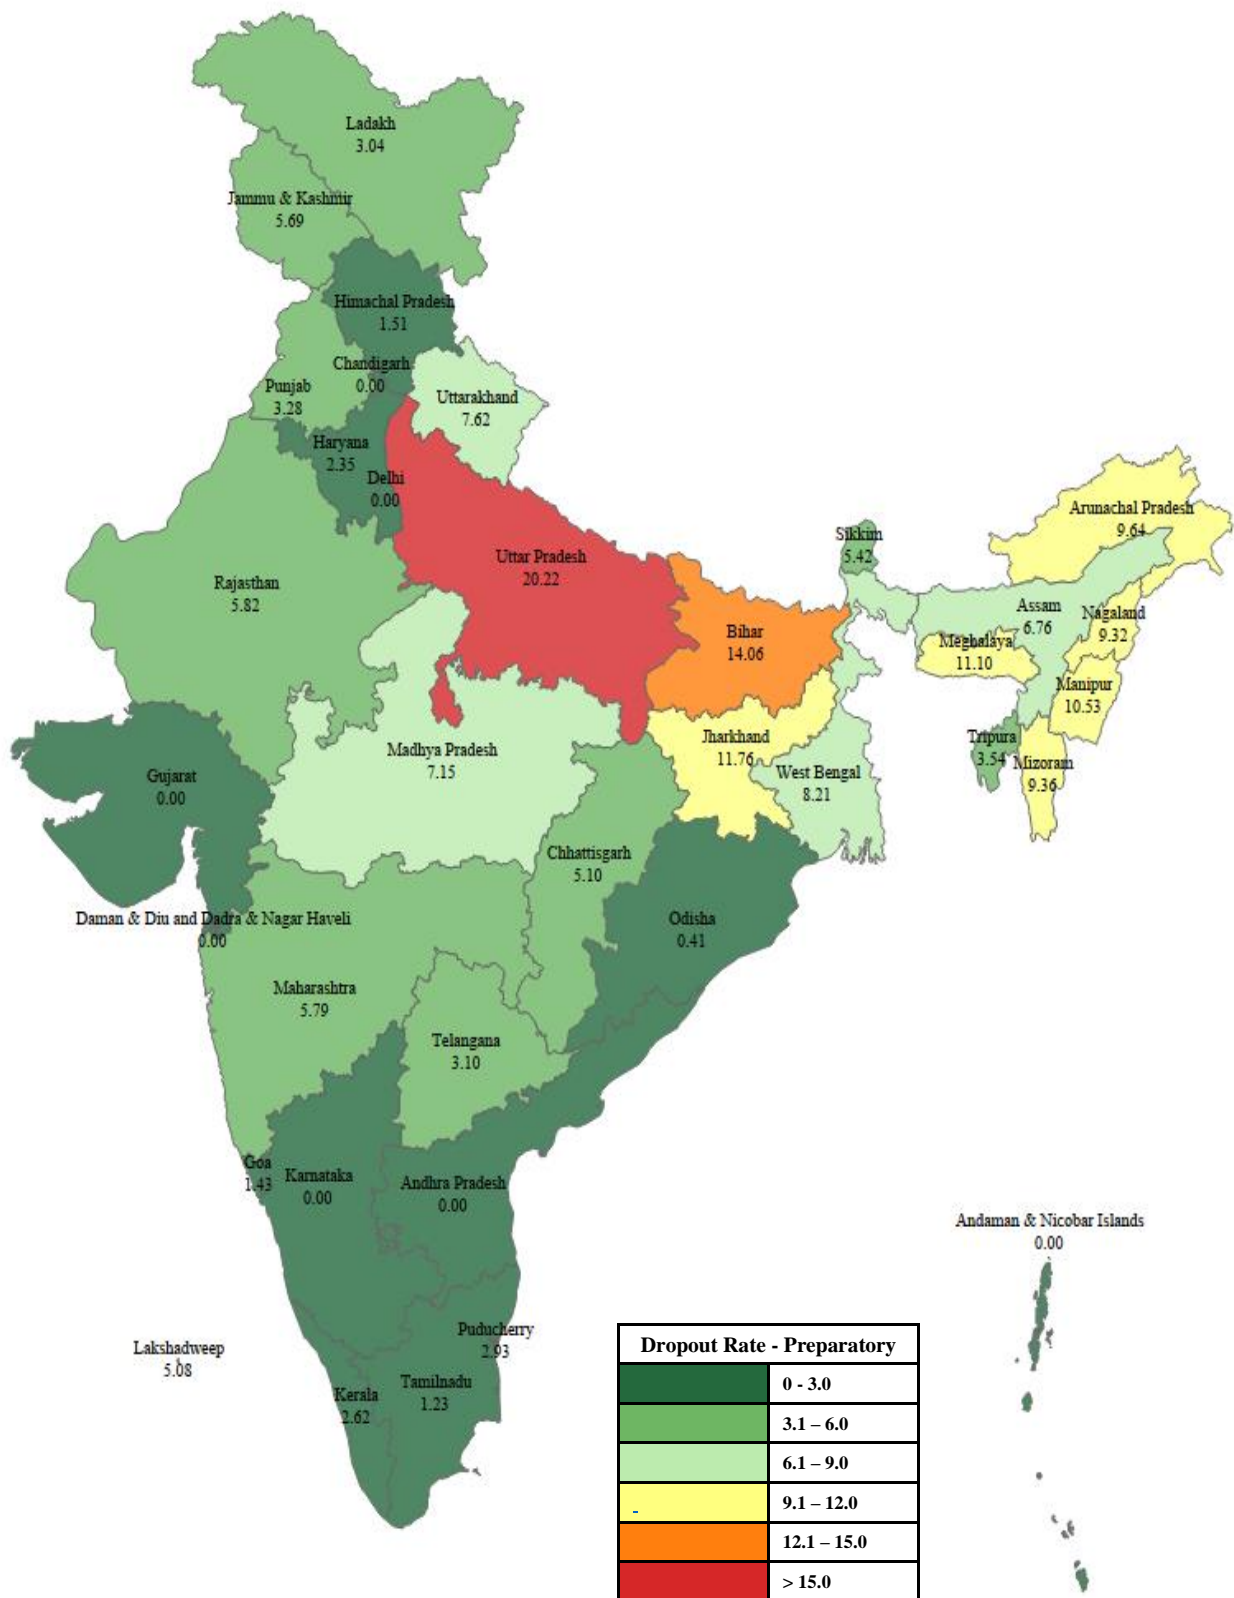 Ladakh
3.04
Jammu & Kashmir
5.69
Himachal Pradesh
1.51
Chandigarh
0.00
Punjab
3.28
Uttarakhand
7.62
Haryana
2.35
Delhi
0.00
Arunachal Pradesh
9.64
Sikkim
5.42
Uttar Pradesh
20.22
Rajasthan
5.82
Assam
6.76
Nagaland
9.32
Bihar
14.06
Meghalaya
11.10
Manipur
10.53
Jharkhand
11.76
Tripura
3.54
Mizoram
9.36
Madhya Pradesh
7.15
West Bengal
8.21
Gujarat
0.00
Chhattisgarh
5.10
Daman & Diu and Dadra & Nagar Haveli
0.00
Odisha
0.41
Maharashtra
5.79
Telangana
3.10
Goa
1.43
Karnataka
0.00
Andhra Pradesh
0.00
Andaman & Nicobar Islands
0.00
Puducherry
2.93
Lakshadweep
5.08
Kerala
2.62
Tamilnadu
1.23
Dropout Rate - Preparatory
0 - 3.0
3.1 – 6.0
6.1 – 9.0
9.1 – 12.0
12.1 – 15.0
> 15.0